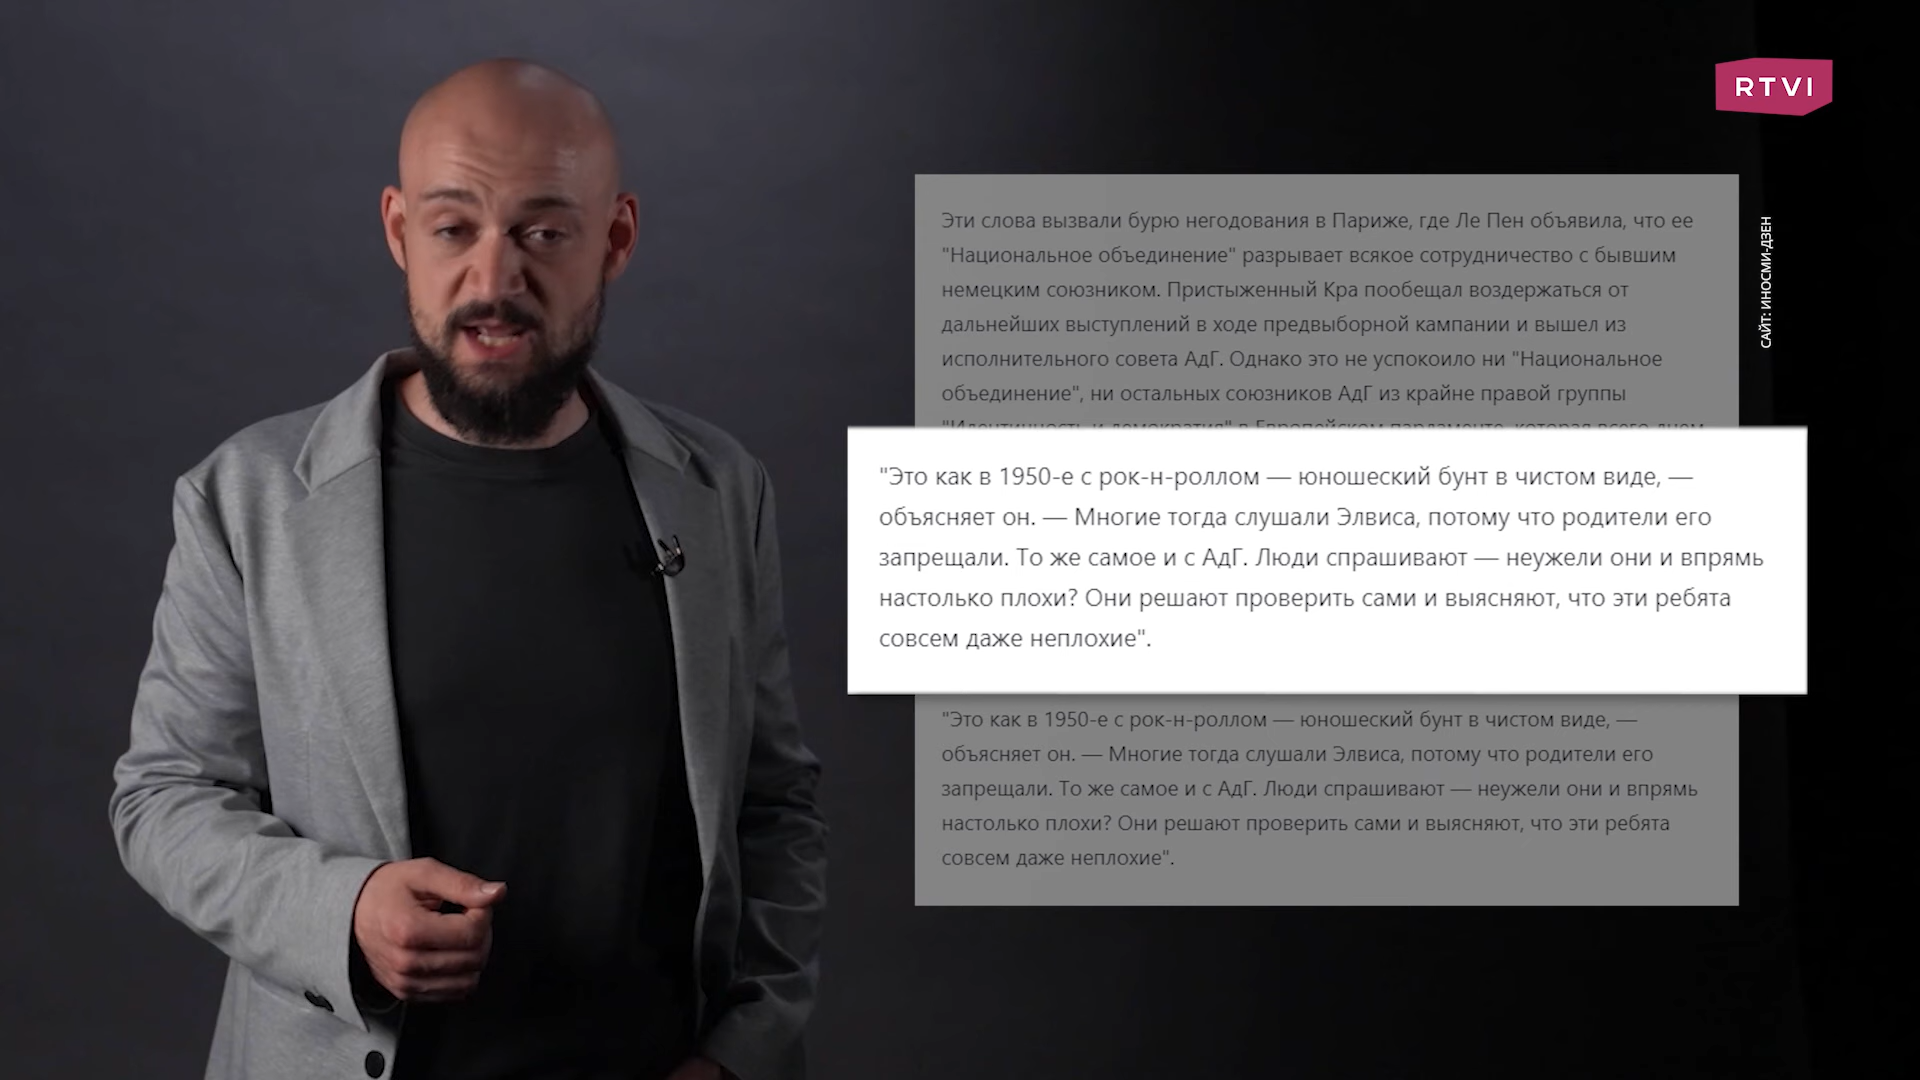 RTVI
САЙТ: ИНОСМИ-ДЗЕН
Эти слова вызвали бурю негодования в Париже, где Ле Пен объявила, что ее
"Национальное объединение" разрывает всякое сотрудничество с бывшим
немецким союзником. Пристыженный Кра пообещал воздержаться от
дальнейших выступлений в ходе предвыборной кампании и вышел из
исполнительного совета АдГ. Однако это не успокоило ни "Национальное
объединение", ни остальных союзников АдГ из крайне правой группы
"Идентичность и демократия" в Европейском парламенте, которая всего
"Это как в 1950-е с рок-н-роллом — юношеский бунт в чистом виде, —
объясняет он. — Многие тогда слушали Элвиса, потому что родители его
запрещали. То же самое и с АдГ. Люди спрашивают — неужели они и впрямь
настолько плохи? Они решают проверить сами и выясняют, что эти ребята
совсем даже неплохие".
"Это как в 1950-е с рок-н-роллом — юношеский бунт в чистом виде, —
объясняет он. — Многие тогда слушали Элвиса, потому что родители его
запрещали. То же самое и с АдГ. Люди спрашивают — неужели они и впрямь
настолько плохи? Они решают проверить сами и выясняют, что эти ребята
совсем даже неплохие".